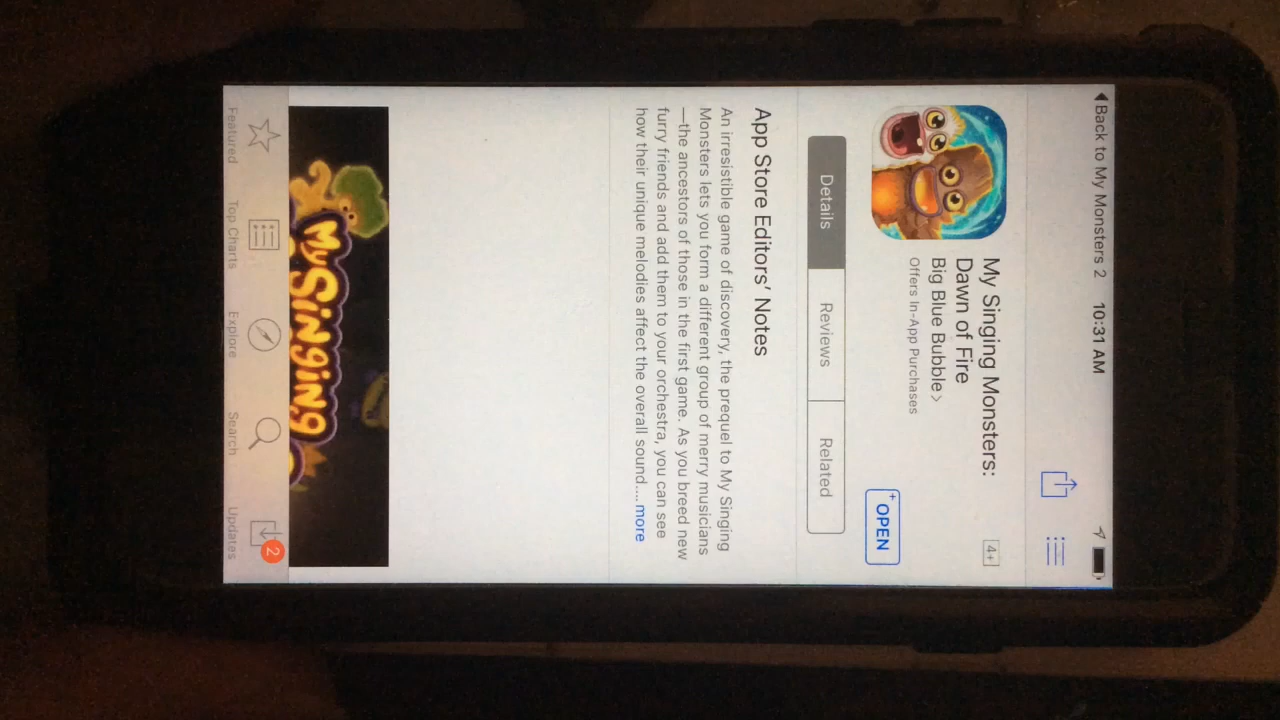 Back to My Monsters 2 10:31 AM
My Singing Monsters:
Dawn of Fire
4+
Big Blue Bubble >
Offers In-App Purchases
+ OPEN
Details Reviews Related
App Store Editors' Notes
An irresistible game of discovery, the prequel to My Singing
Monsters lets you form a different group of merry musicians
—the ancestors of those in the first game. As you breed new
furry friends and add them to your orchestra, you can see
how their unique melodies affect the overall sound.... more
My Singing
Featured Top Charts Explore Search Updates
2